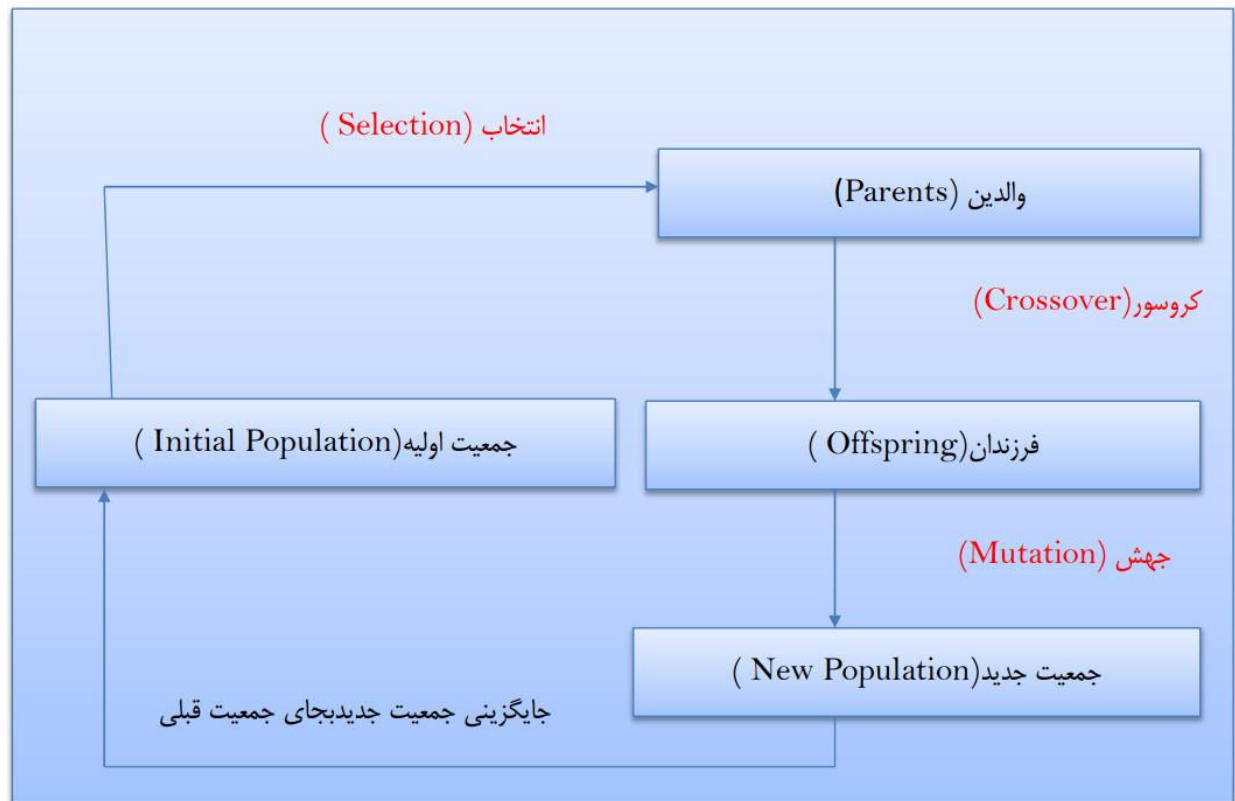 انتخاب (Selection )
والدین (Parents)
کروسور(Crossover)
جمعیت اولیه(Initial Population )
فرزندان(Offspring )
جهش (Mutation)
جمعیت جدید(New Population )
جایگزینی جمعیت جدیدبجای جمعیت قبلی